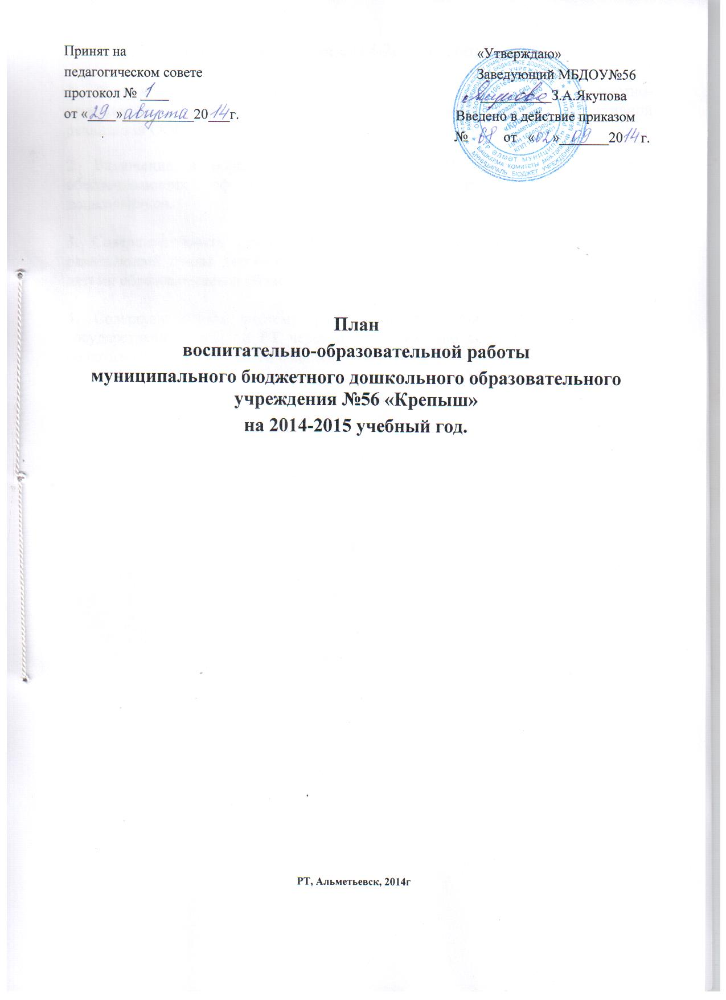 Принят на
педагогическом совете
протокол № 1
от «29» августа 2014г.
«Утверждаю»
Заведующий МБДОУ№56
З.А.Якупова
Введено в действие приказом
№ 68 от «02» 09 2014 г.
План
воспитательно-образовательной работы
муниципального бюджетного дошкольного образовательного
учреждения №56 «Крепыш»
на 2014-2015 учебный год.
РТ, Альметьевск, 2014г